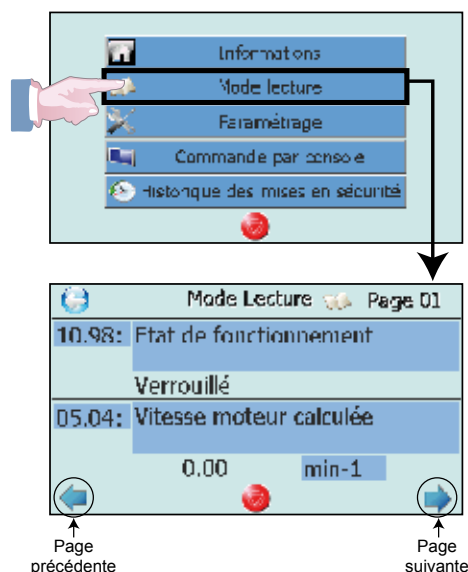 Informations
Mode lecture
Paramétrage
Commande par console
Historique des mises en sécurité
Mode Lecture Page 01
10.98: Etat de fonctionnement
Verrouillé
05.04: Vitesse moteur calculée
0.00 min-1
Page précédente
Page suivante